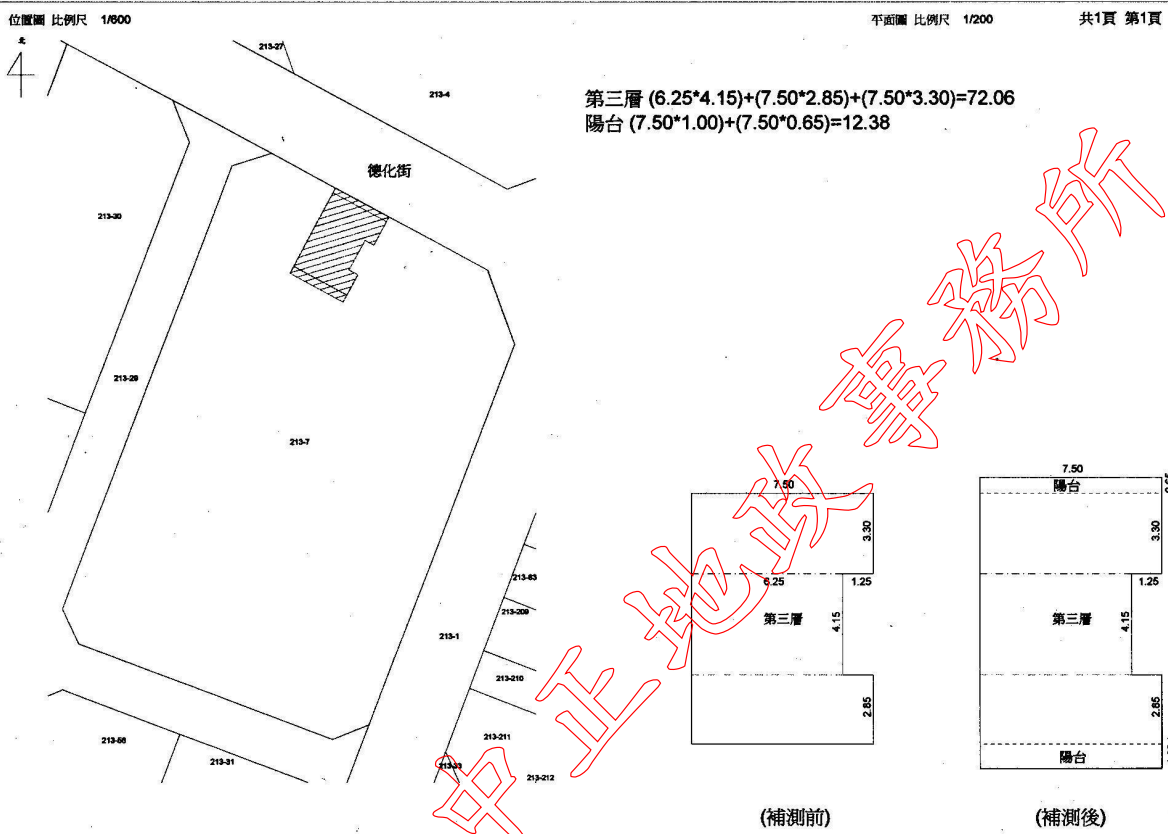 位置圖 比例尺 1/600
平面圖 比例尺 1/200
共1頁 第1頁
北
213-27
213-4
第三層 (6.25*4.15)+(7.50*2.85)+(7.50*3.30)=72.06
陽台 (7.50*1.00)+(7.50*0.65)=12.38
德化街
213-30
213-29
213-7
213-63
213-209
213-1
213-210
213-211
213-33
213-212
213-56
213-31
7.50
3.30
6.25
1.25
第三層
4.15
2.85
(補測前)
7.50
陽台
0.65
3.30
1.25
第三層
4.15
2.85
陽台
(補測後)
中正地政事務所